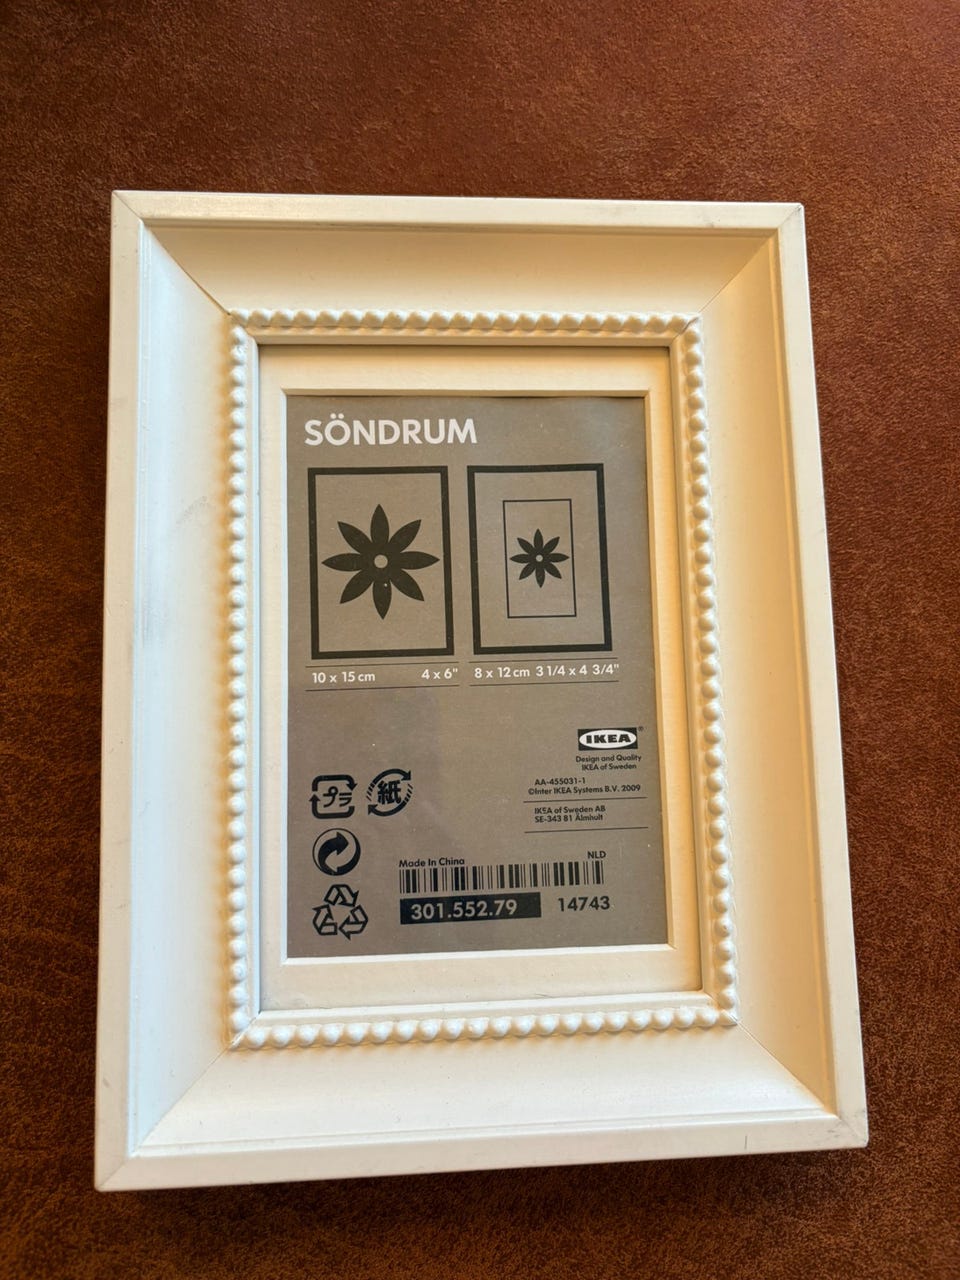 SÖNDRUM
10 x 15 cm 4 x 6" 8 x 12 cm 3 1/4 x 4 3/4"
IKEA®
Design and Quality
IKEA of Sweden
AA-455031-1
©Inter IKEA Systems B.V. 2009
IKEA of Sweden AB
SE-343 81 Älmhult
プラ 紙
Made In China NLD
301.552.79 14743